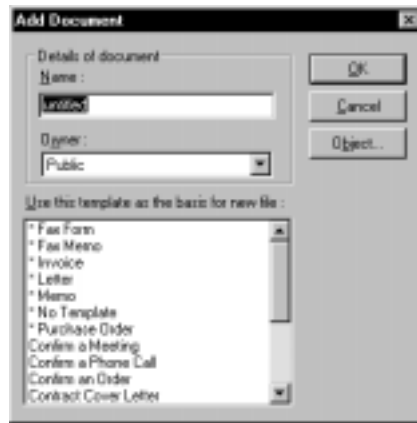 Add Document
Details of document
Name :
untitled
Owner :
Public
OK
Cancel
Object...
Use this template as the basis for new file :
* Fax Form
* Fax Memo
* Invoice
* Letter
* Memo
* No Template
* Purchase Order
Confirm a Meeting
Confirm a Phone Call
Confirm an Order
Contract Cover Letter